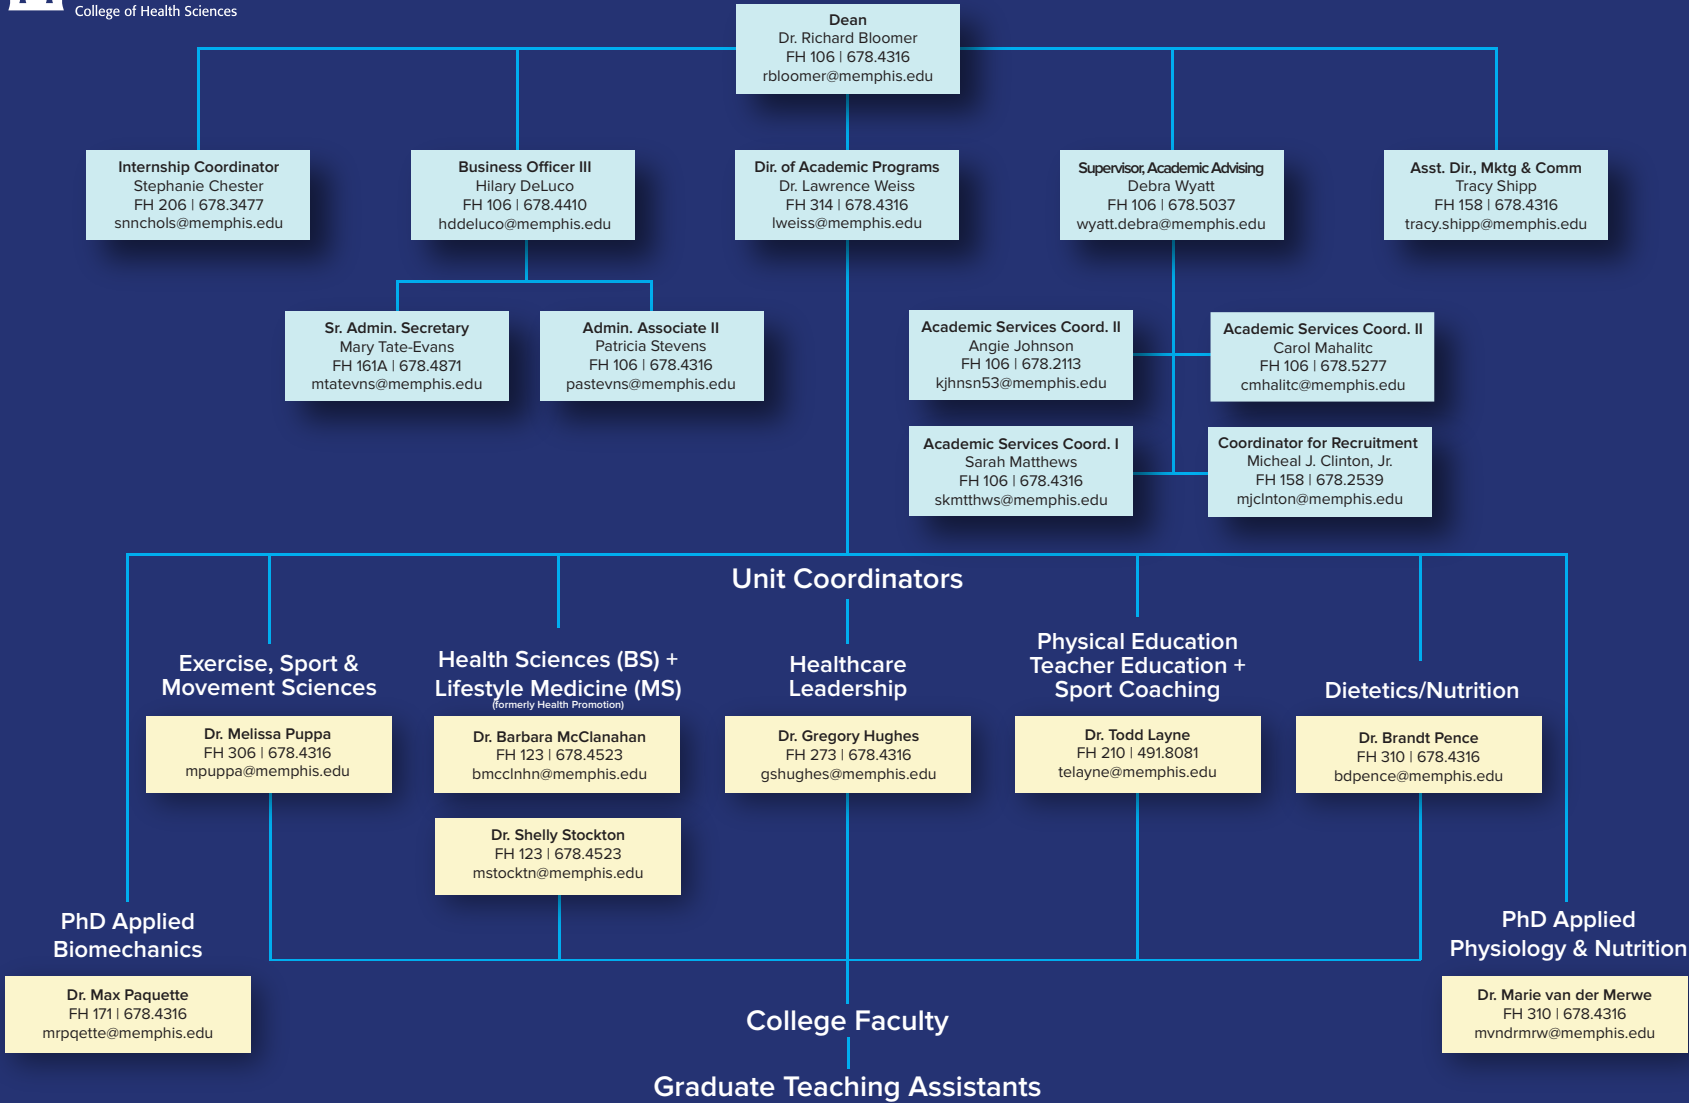 College of Health Sciences
Dean
Dr. Richard Bloomer
FH 106 | 678.4316
rbloomer@memphis.edu
Internship Coordinator
Stephanie Chester
FH 206 | 678.3477
snnchols@memphis.edu
Business Officer III
Hilary DeLuco
FH 106 | 678.4410
hddeluco@memphis.edu
Dir. of Academic Programs
Dr. Lawrence Weiss
FH 314 | 678.4316
lweiss@memphis.edu
Supervisor, Academic Advising
Debra Wyatt
FH 106 | 678.5037
wyatt.debra@memphis.edu
Asst. Dir., Mktg & Comm
Tracy Shipp
FH 158 | 678.4316
tracy.shipp@memphis.edu
Sr. Admin. Secretary
Mary Tate-Evans
FH 161A | 678.4871
mtatevns@memphis.edu
Admin. Associate II
Patricia Stevens
FH 106 | 678.4316
pastevns@memphis.edu
Academic Services Coord. II
Angie Johnson
FH 106 | 678.2113
kjhnsn53@memphis.edu
Academic Services Coord. II
Carol Mahalitc
FH 106 | 678.5277
cmhalitc@memphis.edu
Academic Services Coord. I
Sarah Matthews
FH 106 | 678.4316
skmtthws@memphis.edu
Coordinator for Recruitment
Micheal J. Clinton, Jr.
FH 158 | 678.2539
mjclnton@memphis.edu
Unit Coordinators
Exercise, Sport &
Movement Sciences
Dr. Melissa Puppa
FH 306 | 678.4316
mpuppa@memphis.edu
Health Sciences (BS) +
Lifestyle Medicine (MS)
(formerly Health Promotion)
Dr. Barbara McClanahan
FH 123 | 678.4523
bmcclnhn@memphis.edu
Dr. Shelly Stockton
FH 123 | 678.4523
mstocktn@memphis.edu
Healthcare
Leadership
Dr. Gregory Hughes
FH 273 | 678.4316
gshughes@memphis.edu
Physical Education
Teacher Education +
Sport Coaching
Dr. Todd Layne
FH 210 | 491.8081
telayne@memphis.edu
Dietetics/Nutrition
Dr. Brandt Pence
FH 310 | 678.4316
bdpence@memphis.edu
PhD Applied
Biomechanics
Dr. Max Paquette
FH 171 | 678.4316
mrpqette@memphis.edu
PhD Applied
Physiology & Nutrition
Dr. Marie van der Merwe
FH 310 | 678.4316
mvndrmrw@memphis.edu
College Faculty
Graduate Teaching Assistants